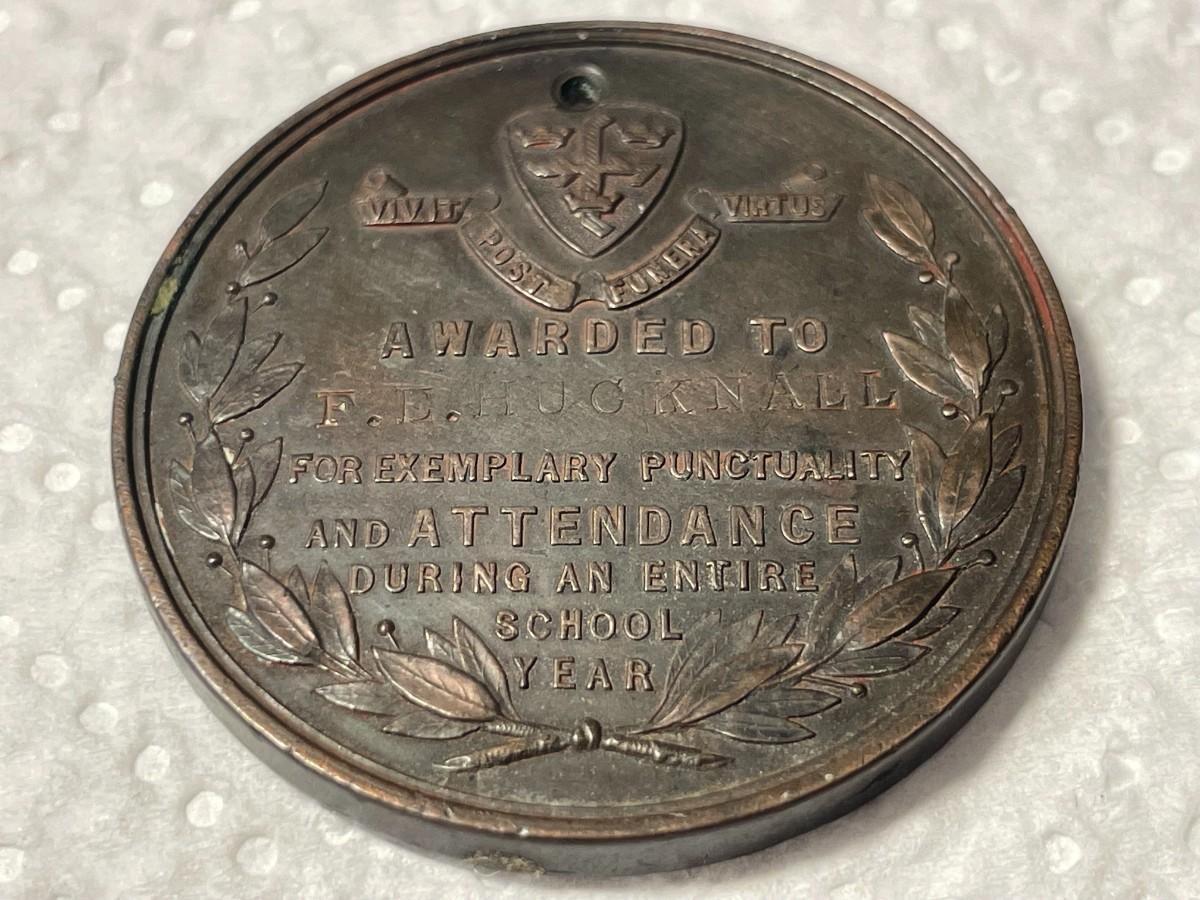 VIVIT POST FUNERA VIRTUS
AWARDED TO
F.E. HUCKNALL
FOR EXEMPLARY PUNCTUALITY
AND ATTENDANCE
DURING AN ENTIRE
SCHOOL
YEAR